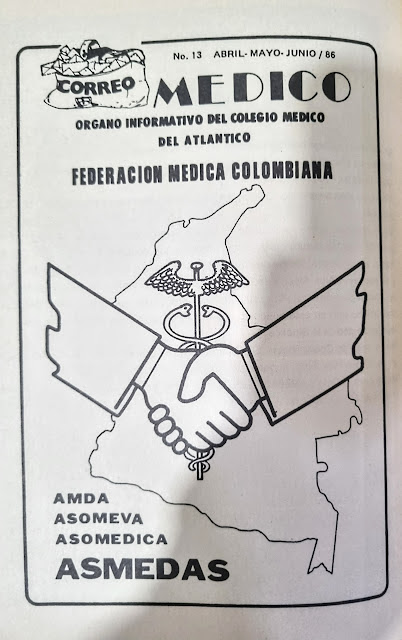 No. 13 ABRIL-MAYO-JUNIO/86
CORREO MEDICO
ORGANO INFORMATIVO DEL COLEGIO MEDICO
DEL ATLANTICO
FEDERACION MEDICA COLOMBIANA
AMDA
ASOMEVA
ASOMEDICA
ASMEDAS